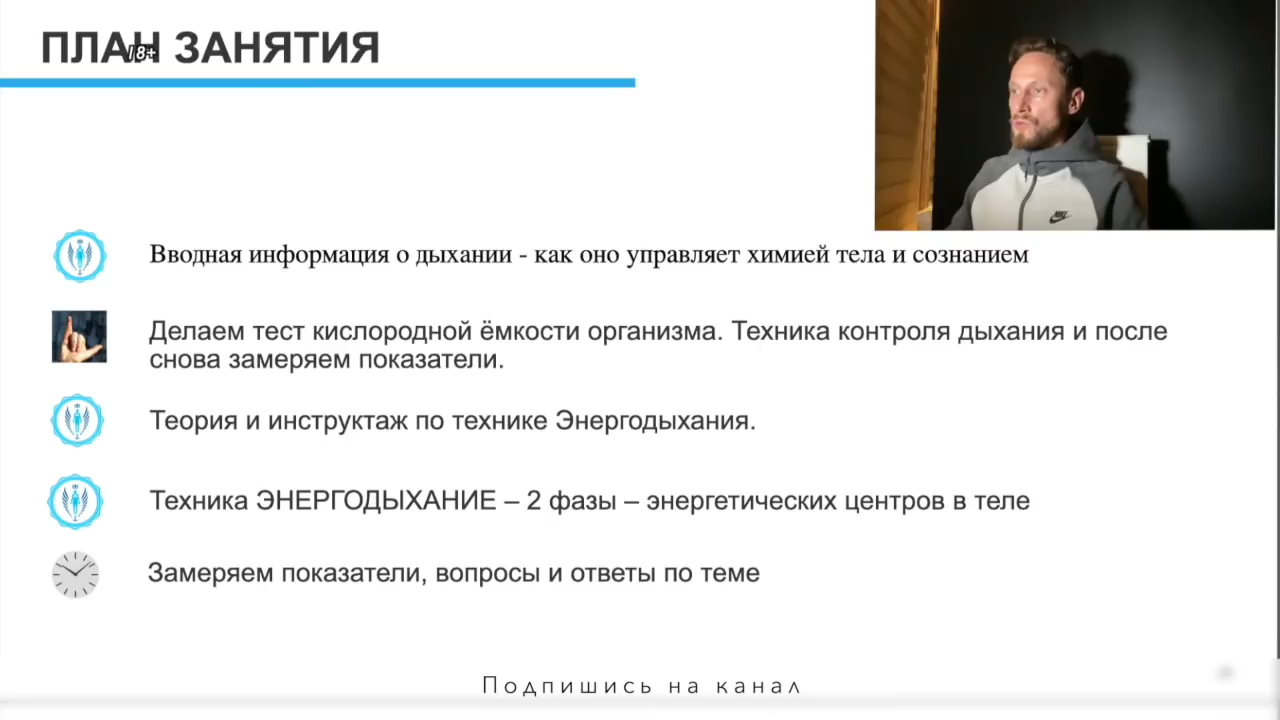 ПЛАН ЗАНЯТИЯ
18+
Вводная информация о дыхании - как оно управляет химией тела и сознанием
Делаем тест кислородной ёмкости организма. Техника контроля дыхания и после
снова замеряем показатели.
Теория и инструктаж по технике Энергодыхания.
Техника ЭНЕРГОДЫХАНИЕ – 2 фазы – энергетических центров в теле
Замеряем показатели, вопросы и ответы по теме
Подпишись на канал